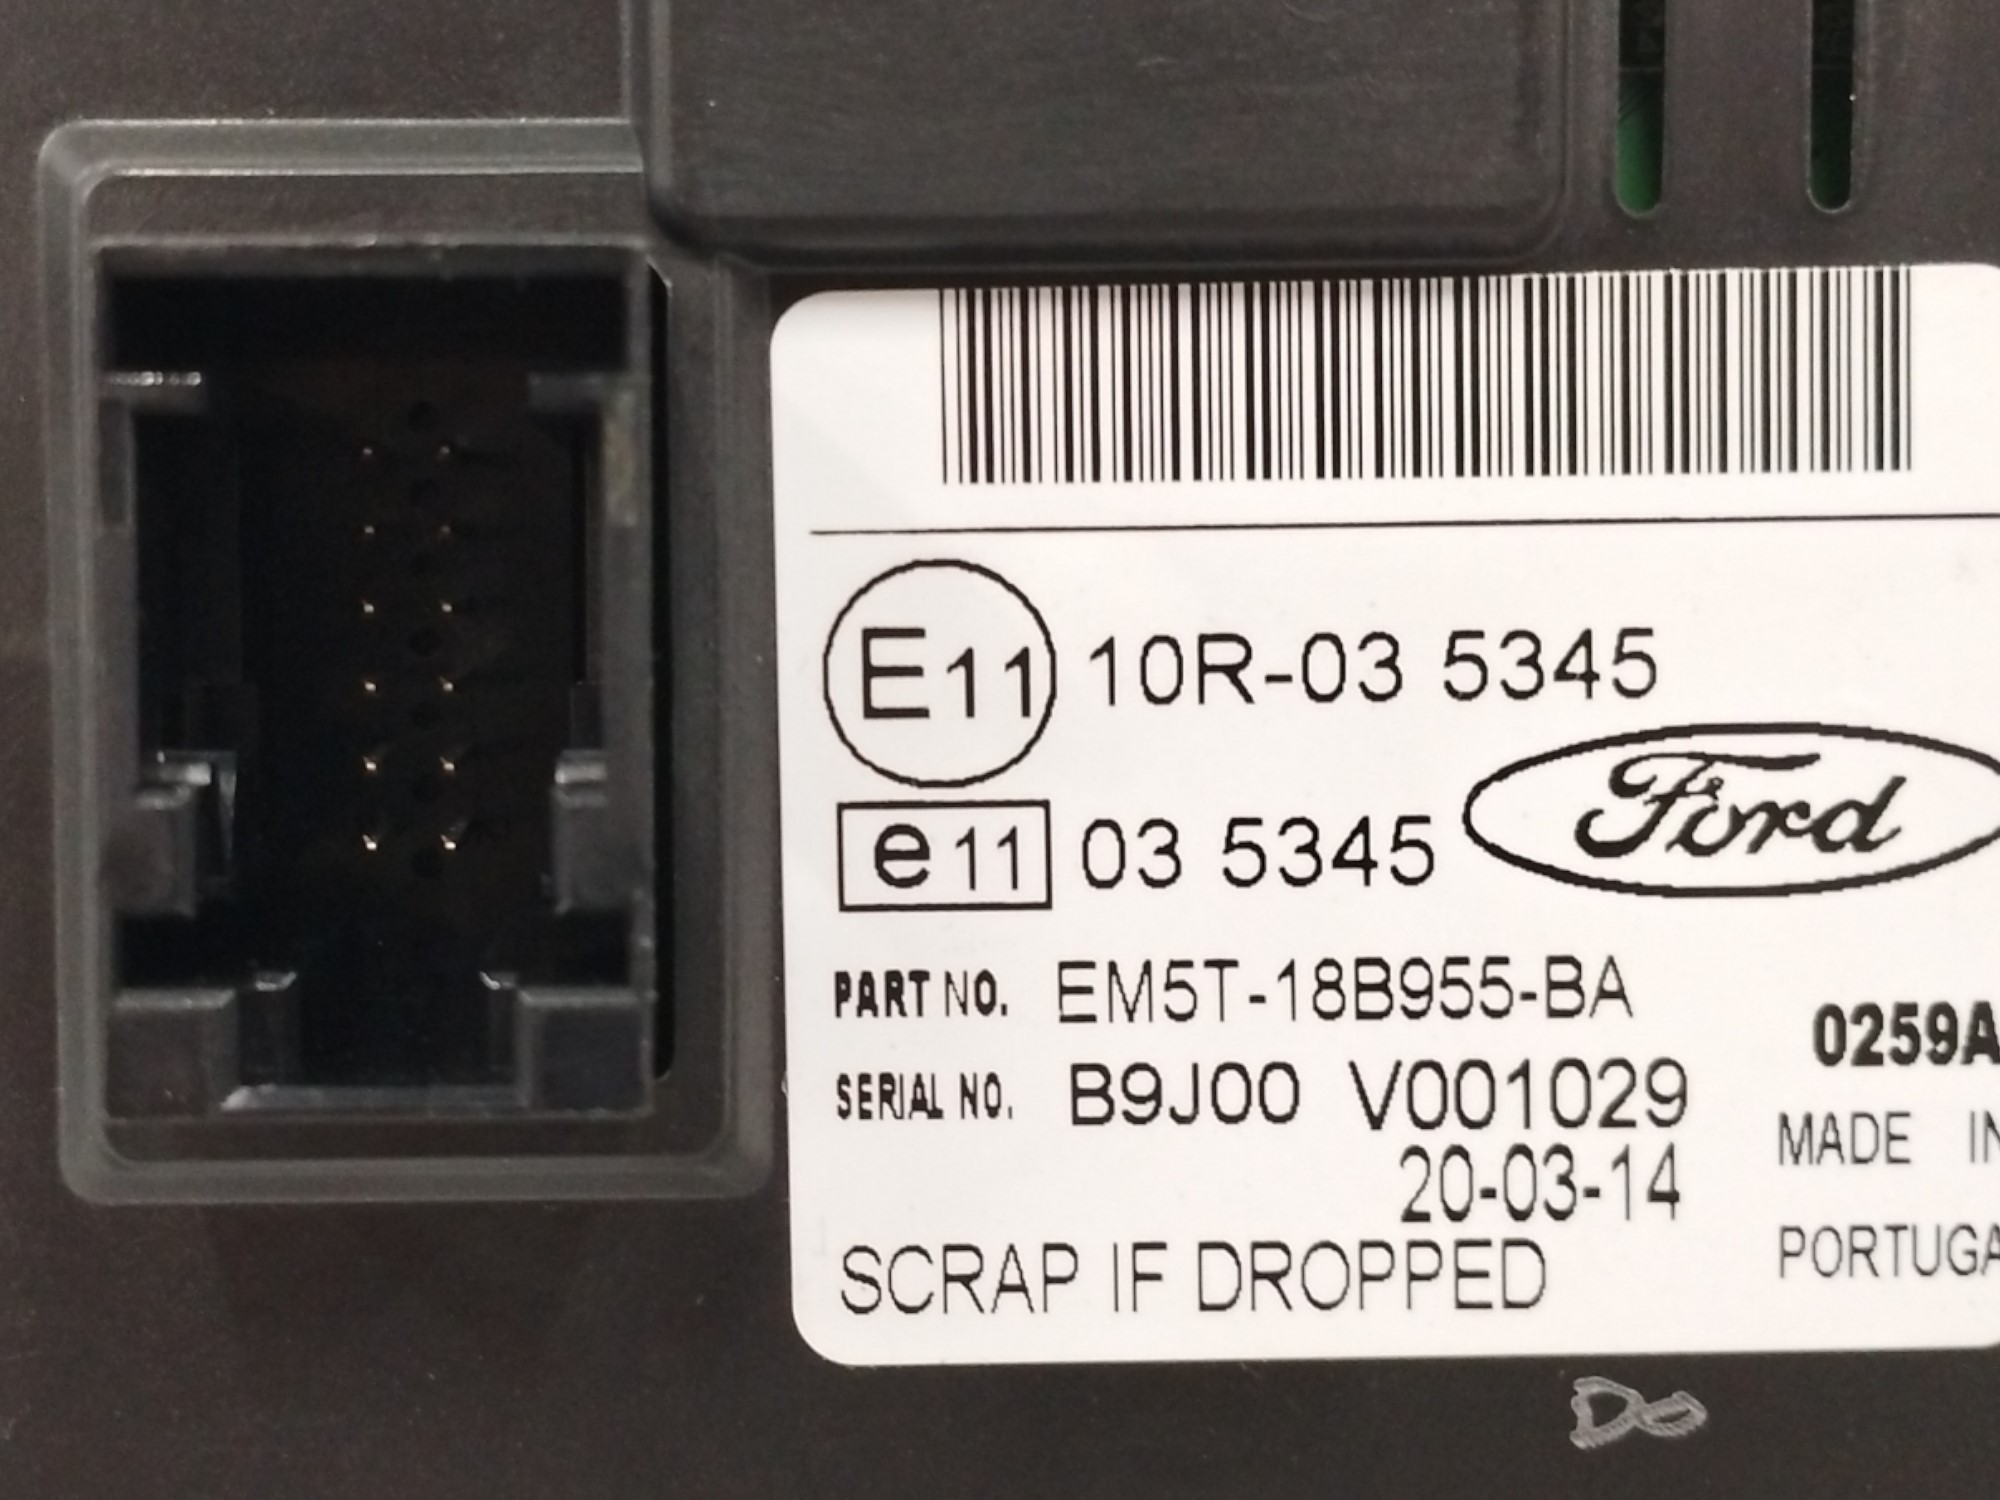 E11 10R-03 5345
Ford
e11 03 5345
PART NO. EM5T-18B955-BA
0259A
SERIAL NO. B9J00 V001029
MADE IN
20-03-14
PORTUGA
SCRAP IF DROPPED